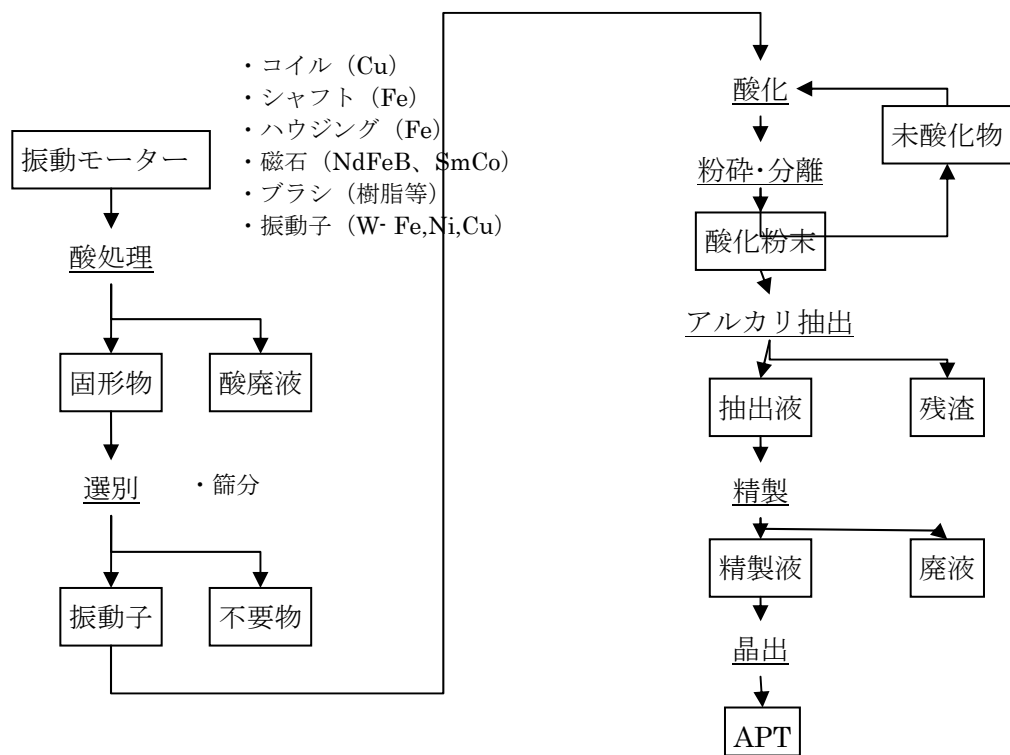 ・コイル（Cu）
・シャフト（Fe）
・ハウジング（Fe）
・磁石（NdFeB、SmCo）
・ブラシ（樹脂等）
・振動子（W- Fe,Ni,Cu）
振動モーター
酸処理
固形物
酸廃液
選別
・篩分
振動子
不要物
酸化
未酸化物
粉砕・分離
酸化粉末
アルカリ抽出
抽出液
残渣
精製
精製液
廃液
晶出
APT